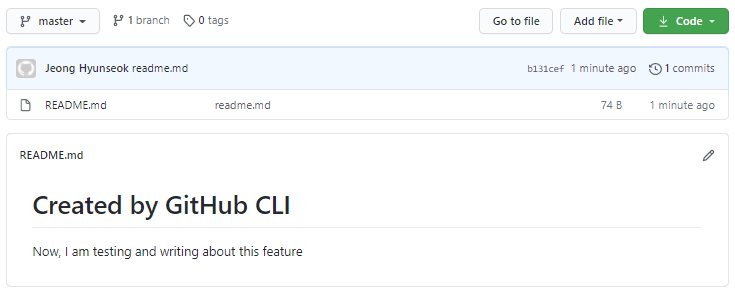 master 1 branch 0 tags Go to file Add file Code
Jeong Hyunseok readme.md b131cef 1 minute ago 1 commits
README.md readme.md 74 B 1 minute ago
README.md
Created by GitHub CLI
Now, I am testing and writing about this feature